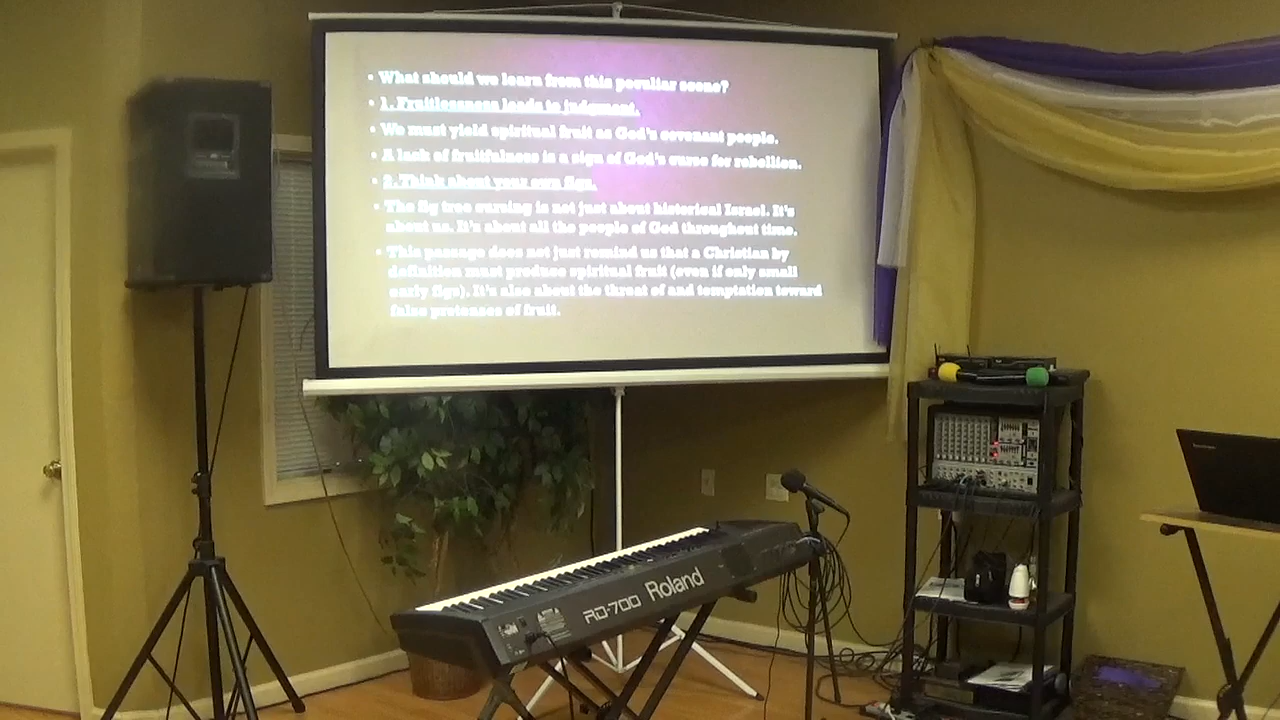 • What should we learn from this peculiar scene?
• 1. Fruitlessness leads to judgment.
• We must yield spiritual fruit as God's covenant people.
• A lack of fruitfulness is a sign of God's curse for rebellion.
• 2. Think about your own figs.
• The fig tree cursing is not just about historical Israel. It's
about us. It's about all the people of God throughout time.
• This passage does not just remind us that a Christian by
definition must produce spiritual fruit (even if only small
early figs). It's also about the threat of and temptation toward
false pretenses of fruit.
RD-700 Roland